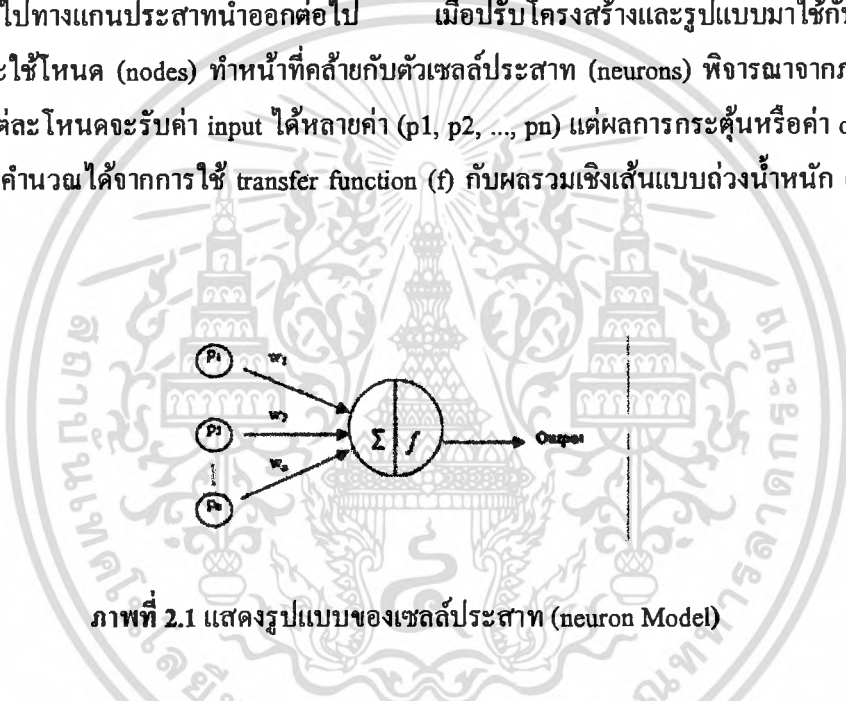 ไปทางแกนประสาทนำออกต่อไป เมื่อปรับโครงสร้างและรูปแบบมาใช้กับ
ะใช้โหนด (nodes) ทำหน้าที่คล้ายกับตัวเซลล์ประสาท (neurons) พิจารณาจากภ
ต่ละโหนดจะรับค่า input ได้หลายค่า (p1, p2, ..., pn) แต่ผลการกระตุ้นหรือค่า o
คำนวณได้จากการใช้ transfer function (f) กับผลรวมเชิงเส้นแบบถ่วงน้ำหนัก (
P1 w1
P2 w2
Σ f Output
wn
Pn
ภาพที่ 2.1 แสดงรูปแบบของเซลล์ประสาท (neuron Model)